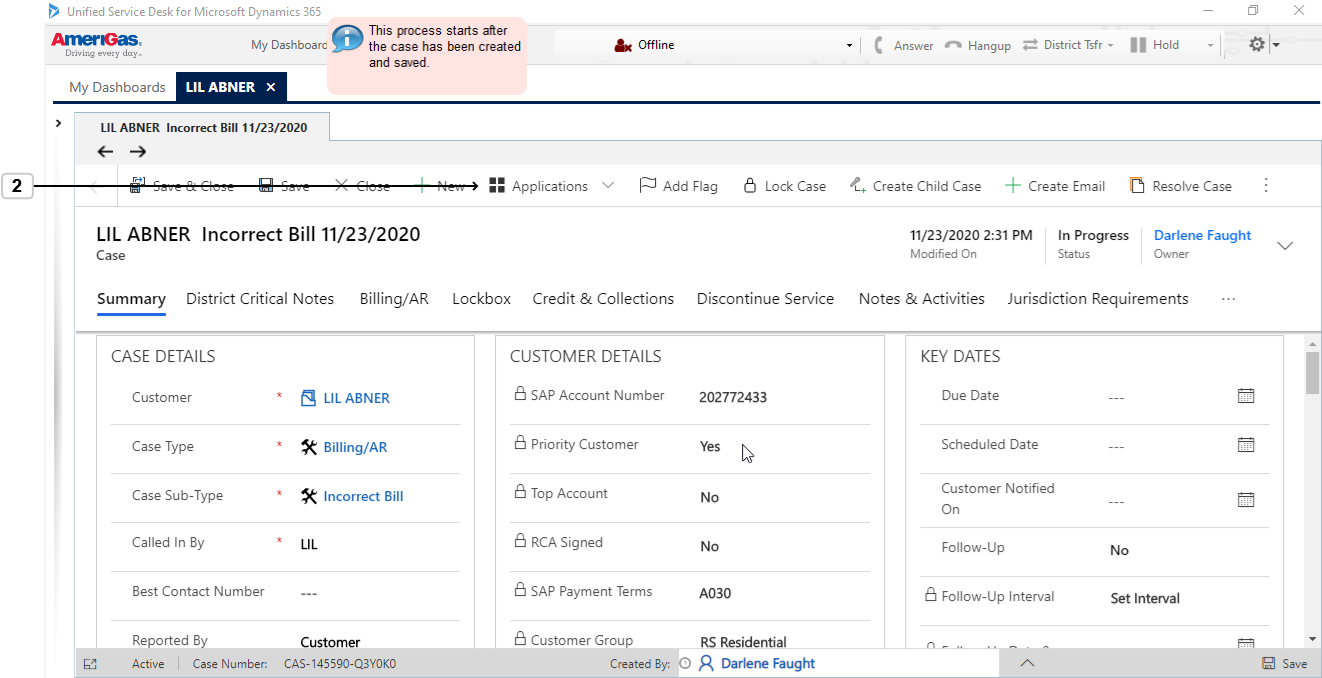 Unified Service Desk for Microsoft Dynamics 365
AmeriGas.
Driving every day..
My Dashboard
This process starts after
the case has been created
and saved.
Offline
Answer
Hangup
District Tsfr
Hold
My Dashboards
LIL ABNER
LIL ABNER Incorrect Bill 11/23/2020
2
Save & Close
Save
Close
New
Applications
Add Flag
Lock Case
Create Child Case
Create Email
Resolve Case
LIL ABNER Incorrect Bill 11/23/2020
Case
11/23/2020 2:31 PM
Modified On
In Progress
Status
Darlene Faught
Owner
Summary
District Critical Notes
Billing/AR
Lockbox
Credit & Collections
Discontinue Service
Notes & Activities
Jurisdiction Requirements
...
CASE DETAILS
Customer * LIL ABNER
Case Type * Billing/AR
Case Sub-Type * Incorrect Bill
Called In By * LIL
Best Contact Number ---
Reported By Customer
CUSTOMER DETAILS
SAP Account Number 202772433
Priority Customer Yes
Top Account No
RCA Signed No
SAP Payment Terms A030
Customer Group RS Residential
KEY DATES
Due Date ---
Scheduled Date ---
Customer Notified
On ---
Follow-Up No
Follow-Up Interval Set Interval
Active
Case Number: CAS-145590-Q3Y0K0
Created By: Darlene Faught
Save